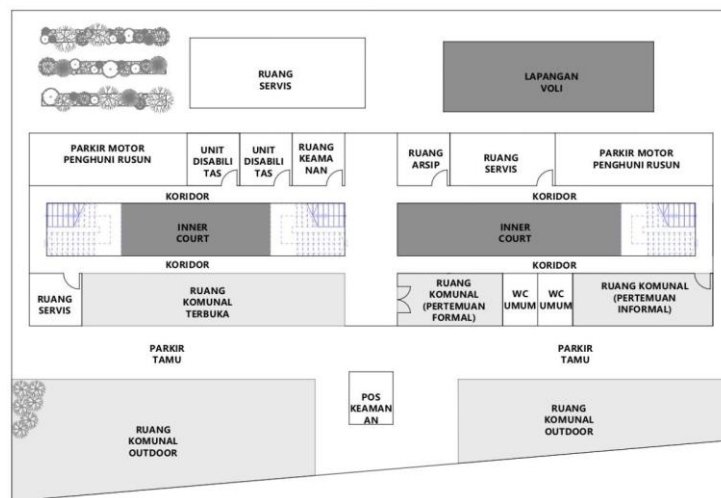 RUANG
SERVIS
LAPANGAN
VOLI
PARKIR MOTOR
PENGHUNI RUSUN
UNIT
DISABILI
TAS
UNIT
DISABILI
TAS
RUANG
KEAMA
NAN
RUANG
ARSIP
RUANG
SERVIS
PARKIR MOTOR
PENGHUNI RUSUN
KORIDOR
KORIDOR
INNER
COURT
INNER
COURT
KORIDOR
KORIDOR
RUANG
SERVIS
RUANG
KOMUNAL
TERBUKA
RUANG
KOMUNAL
(PERTEMUAN
FORMAL)
WC
UMUM
WC
UMUM
RUANG KOMUNAL
(PERTEMUAN
INFORMAL)
PARKIR
TAMU
PARKIR
TAMU
POS
KEAMAN
AN
RUANG
KOMUNAL
OUTDOOR
RUANG
KOMUNAL
OUTDOOR